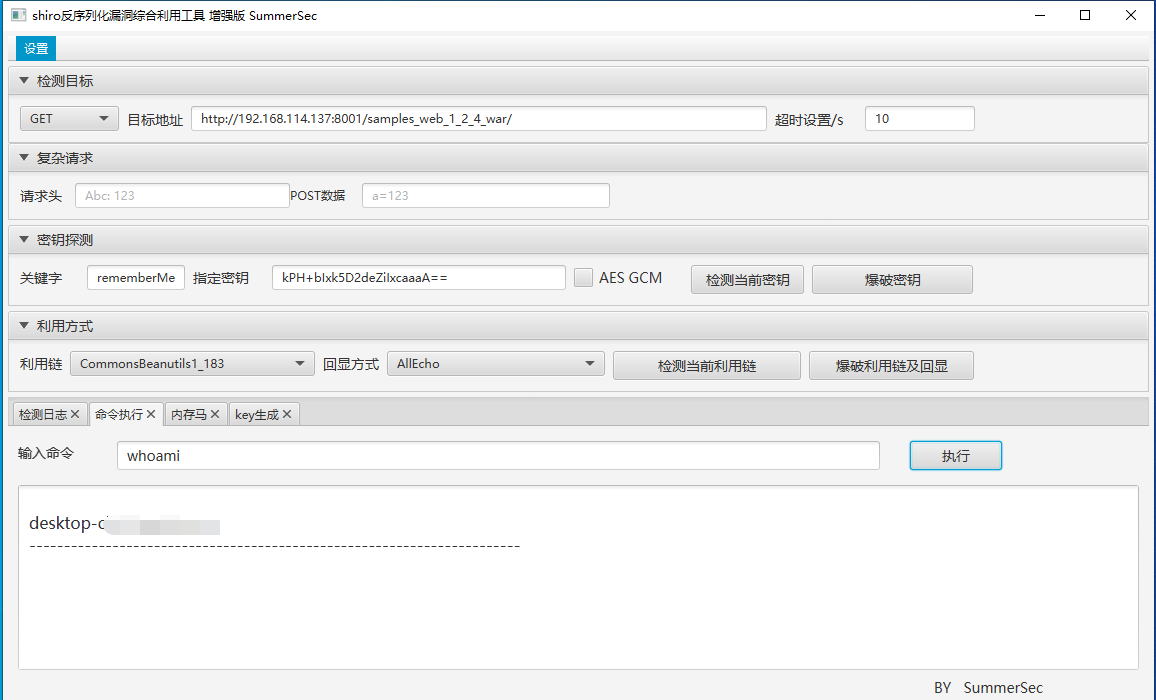 shiro反序列化漏洞综合利用工具 增强版 SummerSec
设置
检测目标
GET 目标地址 http://192.168.114.137:8001/samples_web_1_2_4_war/ 超时设置/s 10
复杂请求
请求头 Abc: 123 POST数据 a=123
密钥探测
关键字 rememberMe 指定密钥 kPH+bIxk5D2deZiIxcaaaA== AES GCM 检测当前密钥 爆破密钥
利用方式
利用链 CommonsBeanutils1_183 回显方式 AllEcho 检测当前利用链 爆破利用链及回显
检测日志 命令执行 内存马 key生成
输入命令 whoami 执行
desktop-
----------------------------------------------------------------------
BY SummerSec